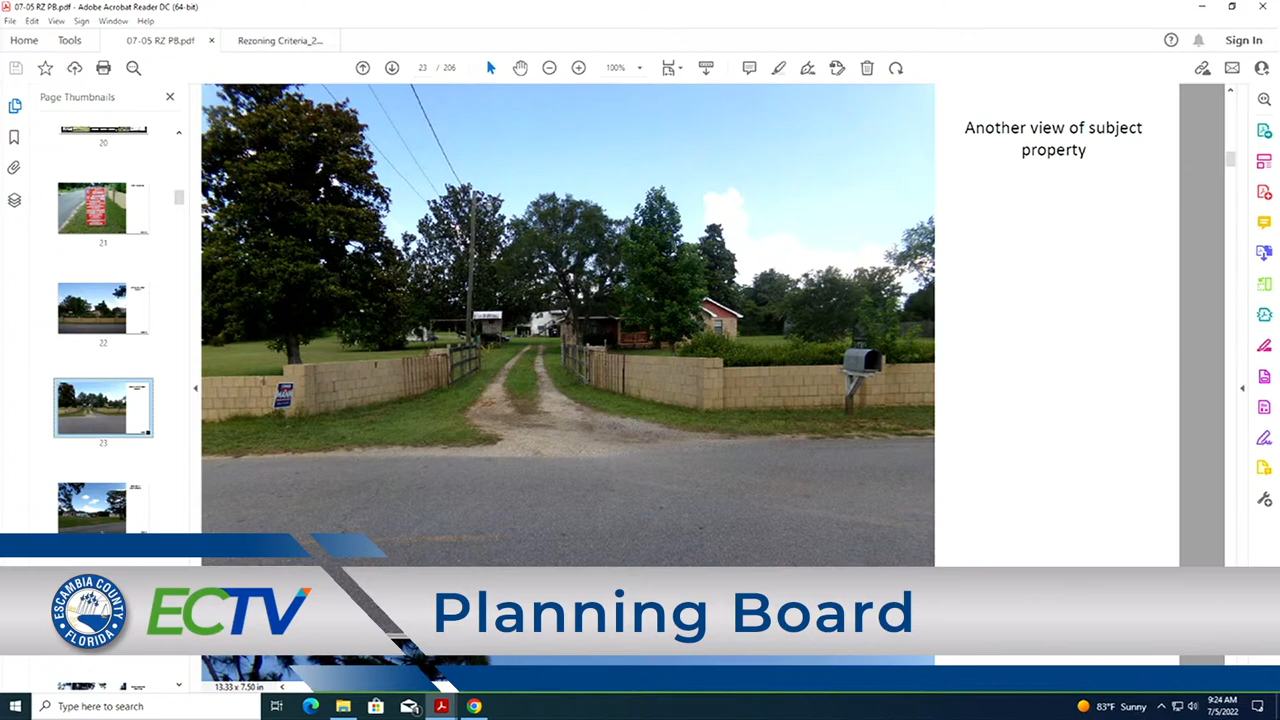 07-05 RZ PB.pdf - Adobe Acrobat Reader DC (64-bit)
File Edit View Sign Window Help
Home Tools 07-05 RZ PB.pdf × Rezoning Criteria_2... Sign In
23 / 206 100%
Page Thumbnails
Another view of subject
property
20
21
22
23
ESCAMBIA COUNTY
FLORIDA
ECTV
Planning Board
13.33 x 7.50 in
Type here to search
83°F Sunny
9:24 AM
7/5/2022